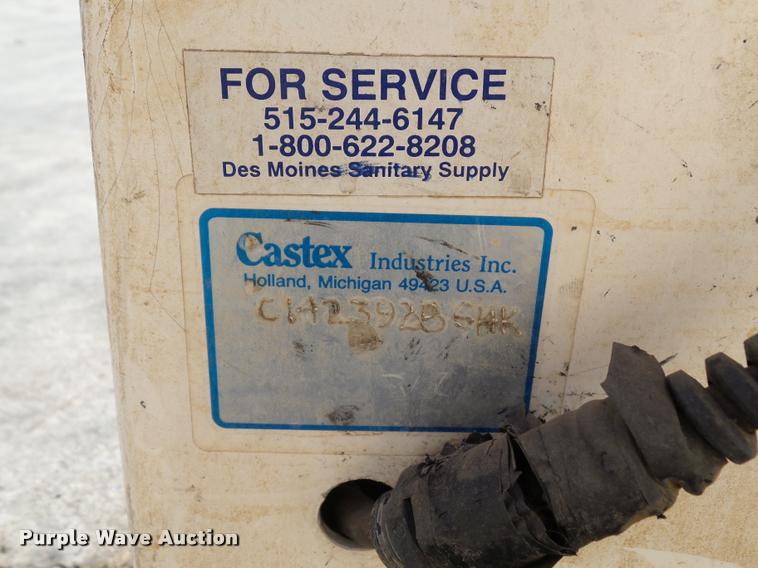 FOR SERVICE
515-244-6147
1-800-622-8208
Des Moines Sanitary Supply
Castex Industries Inc.
Holland, Michigan 49423 U.S.A.
Purple Wave Auction